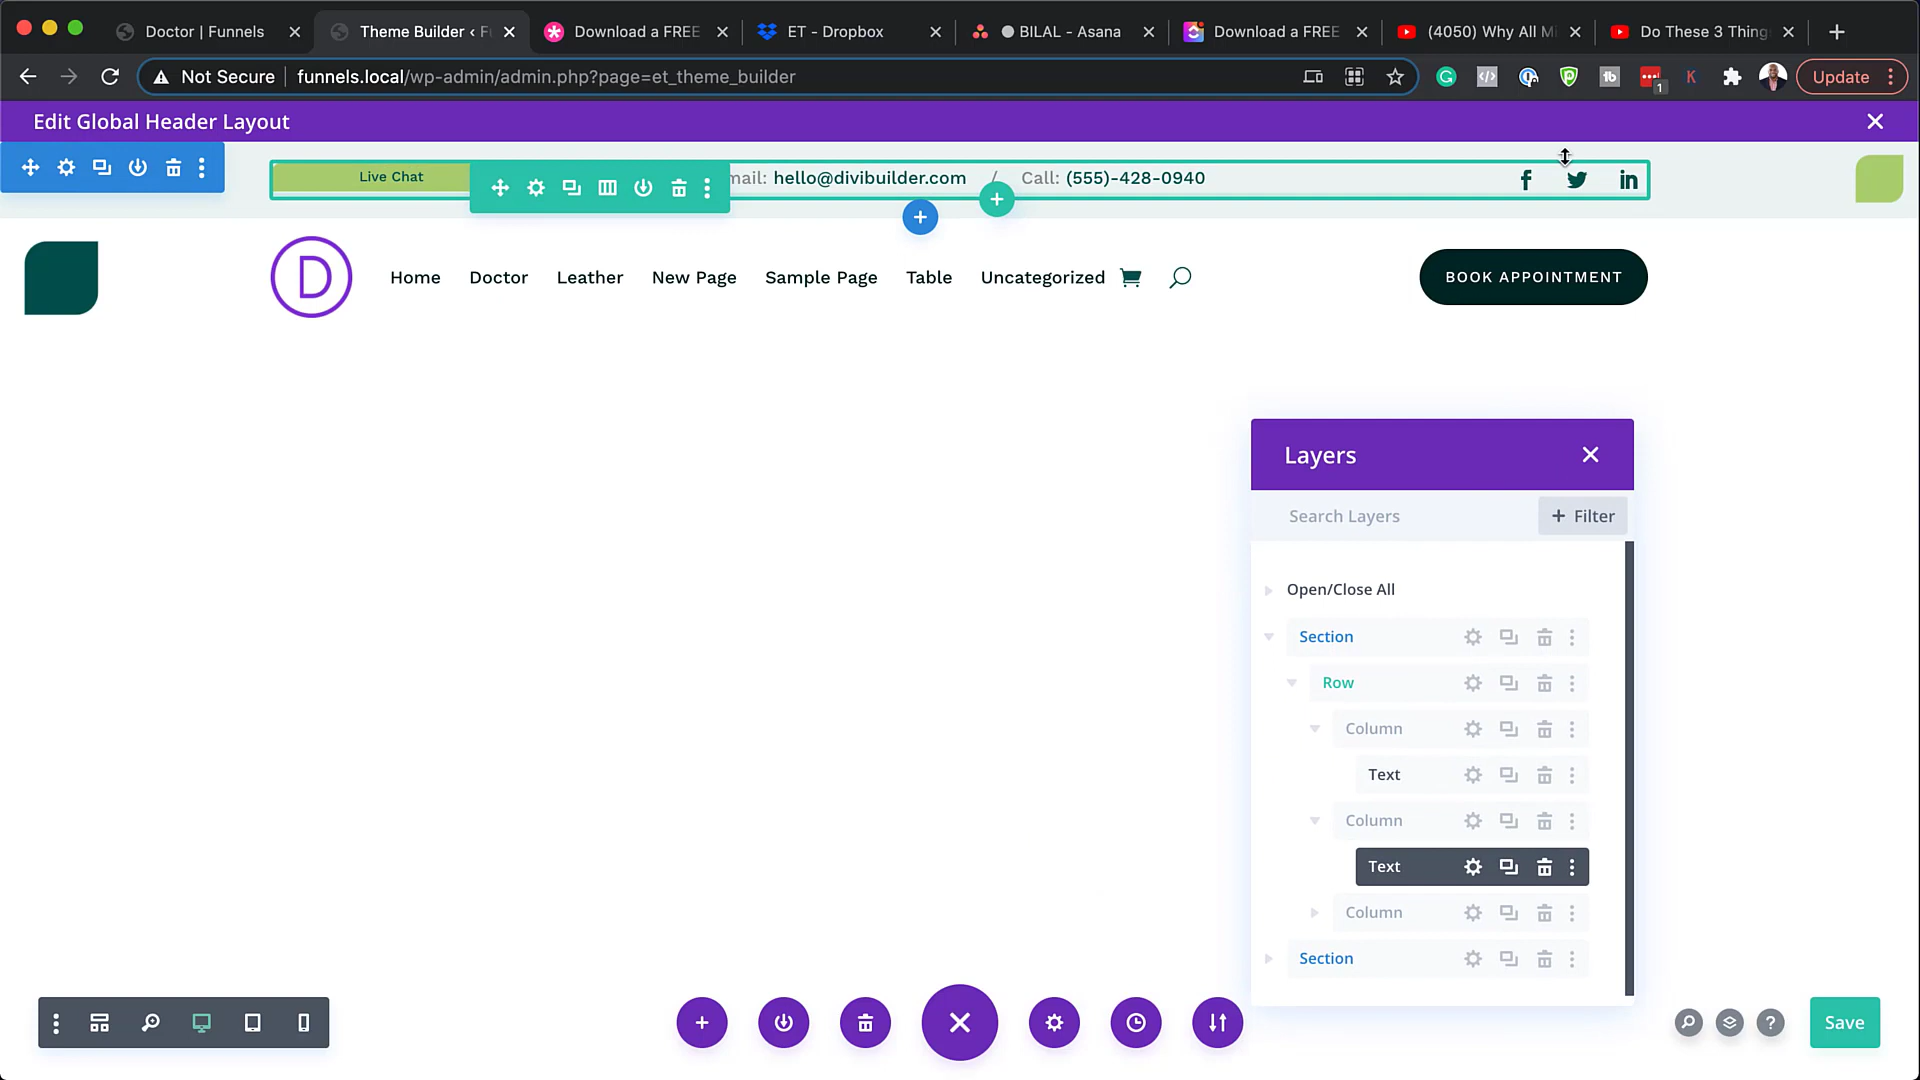 Doctor | Funnels
Theme Builder ‹ F
Download a FREE
ET - Dropbox
BILAL - Asana
Download a FREE
(4050) Why All Mi
Do These 3 Thing
Not Secure
funnels.local/wp-admin/admin.php?page=et_theme_builder
1
Update
Edit Global Header Layout
Live Chat
mail: hello@divibuilder.com / Call: (555)-428-0940
D
Home
Doctor
Leather
New Page
Sample Page
Table
Uncategorized
BOOK APPOINTMENT
Layers
Search Layers
+ Filter
Open/Close All
Section
Row
Column
Text
Column
Text
Column
Section
Save